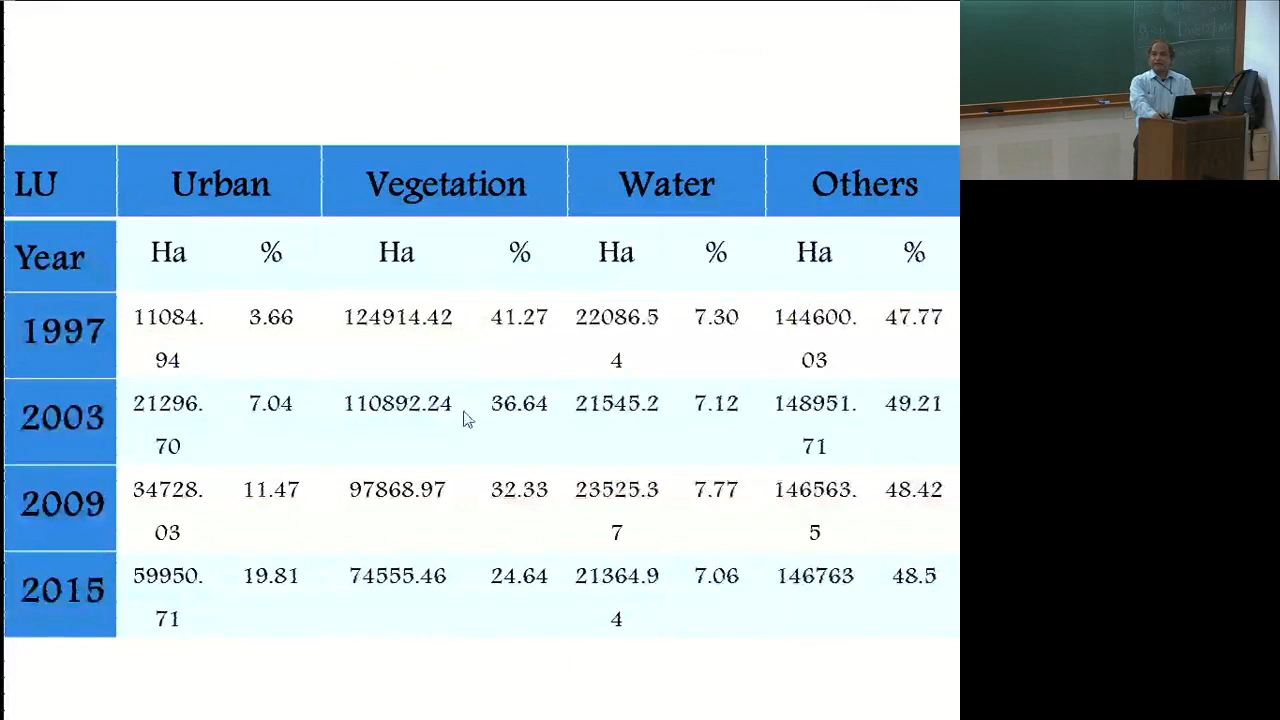 LU Urban Vegetation Water Others
Year Ha % Ha % Ha % Ha %
1997 11084. 3.66 124914.42 41.27 22086.5 7.30 144600. 47.77
94 4 03
2003 21296. 7.04 110892.24 36.64 21545.2 7.12 148951. 49.21
70 71
2009 34728. 11.47 97868.97 32.33 23525.3 7.77 146563. 48.42
03 7 5
2015 59950. 19.81 74555.46 24.64 21364.9 7.06 146763 48.5
71 4